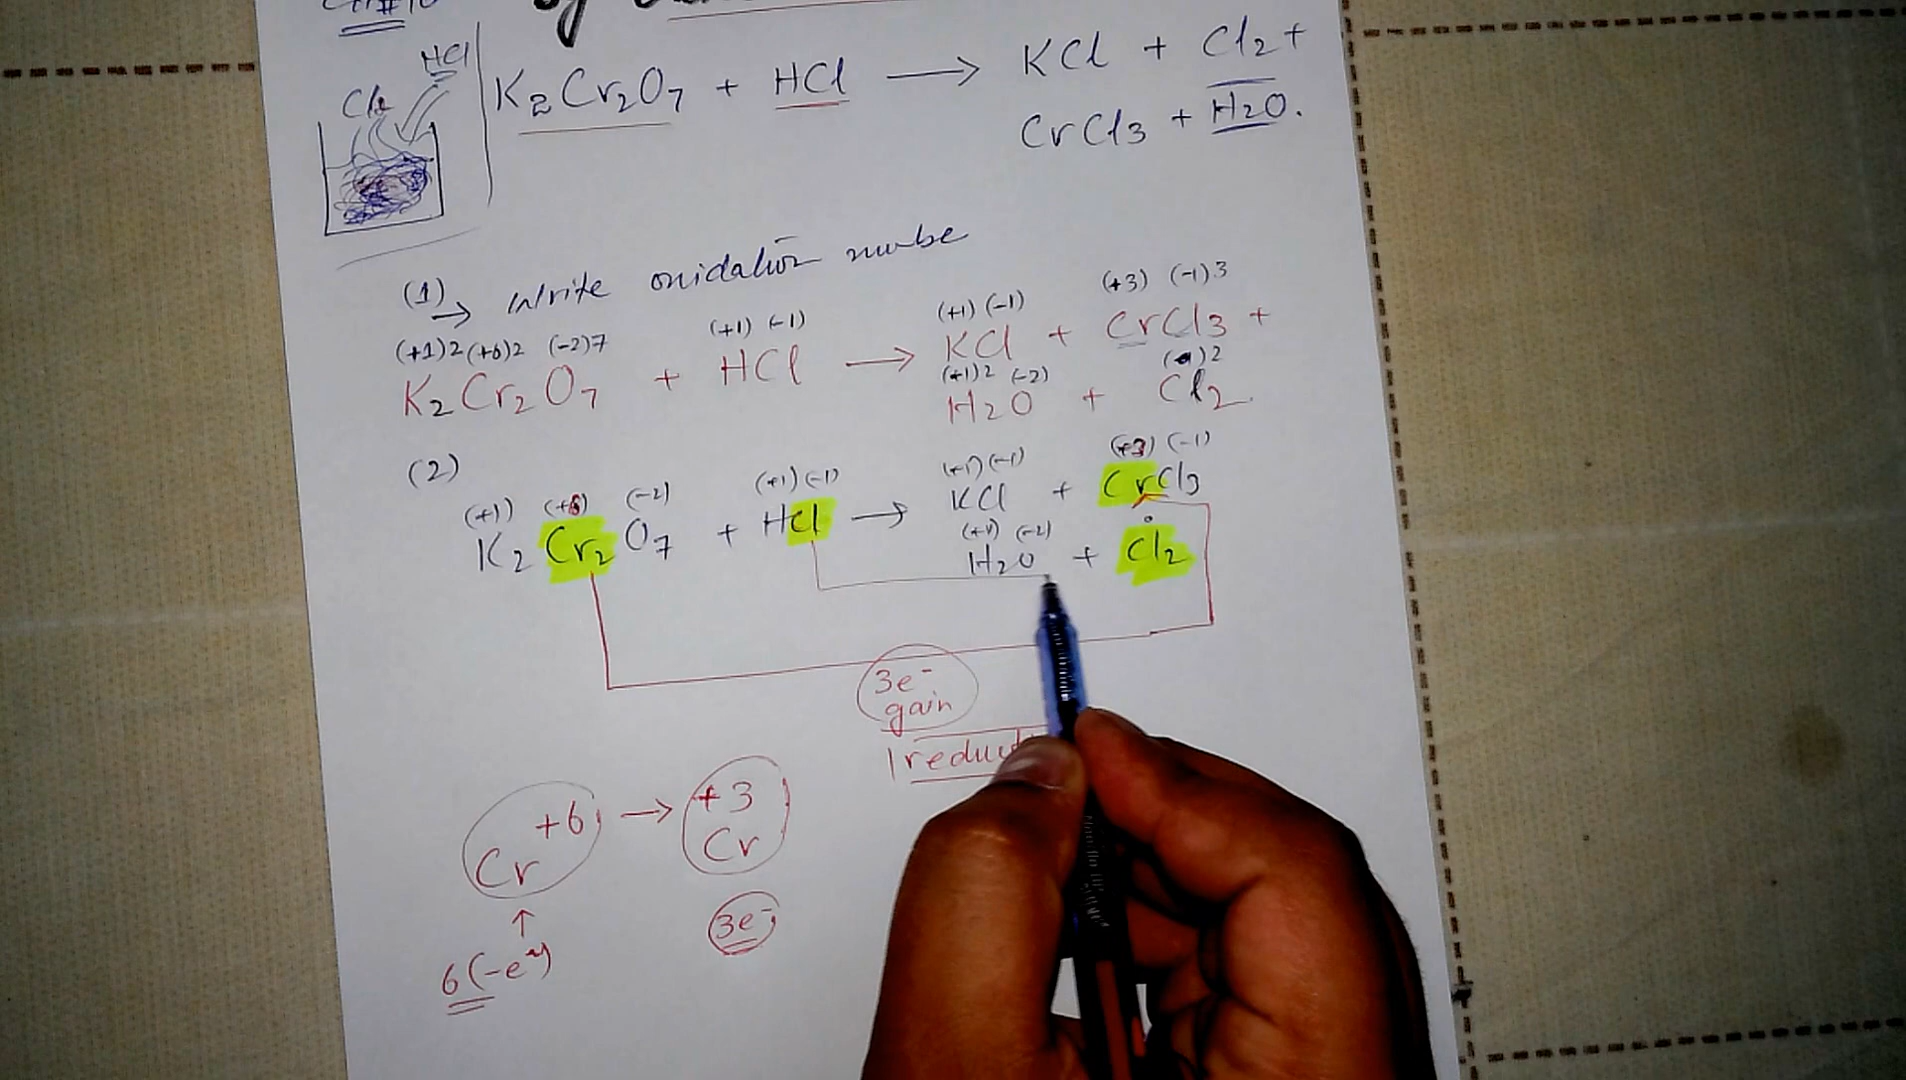 HCl
Cl2
K2Cr2O7 + HCl → KCl + Cl2 +
CrCl3 + H2O.
(1) → Write oxidation numbe
(+1)2 (+6)2 (-2)7 (+1) (-1) (+1) (-1) (+3) (-1)3
K2Cr2O7 + HCl → KCl + CrCl3 +
(+1)2 (-2) ( )2
H2O + Cl2.
(2)
(+1) (+6) (-2) (+1) (-1) (+1) (-1) (+3) (-1)
K2Cr2O7 + HCl → KCl + CrCl3
(+1) (-2) °
H2O + Cl2
3e⁻
gain
reduct
Cr+6 → +3
Cr
↑
3e⁻
6(-e⁻)